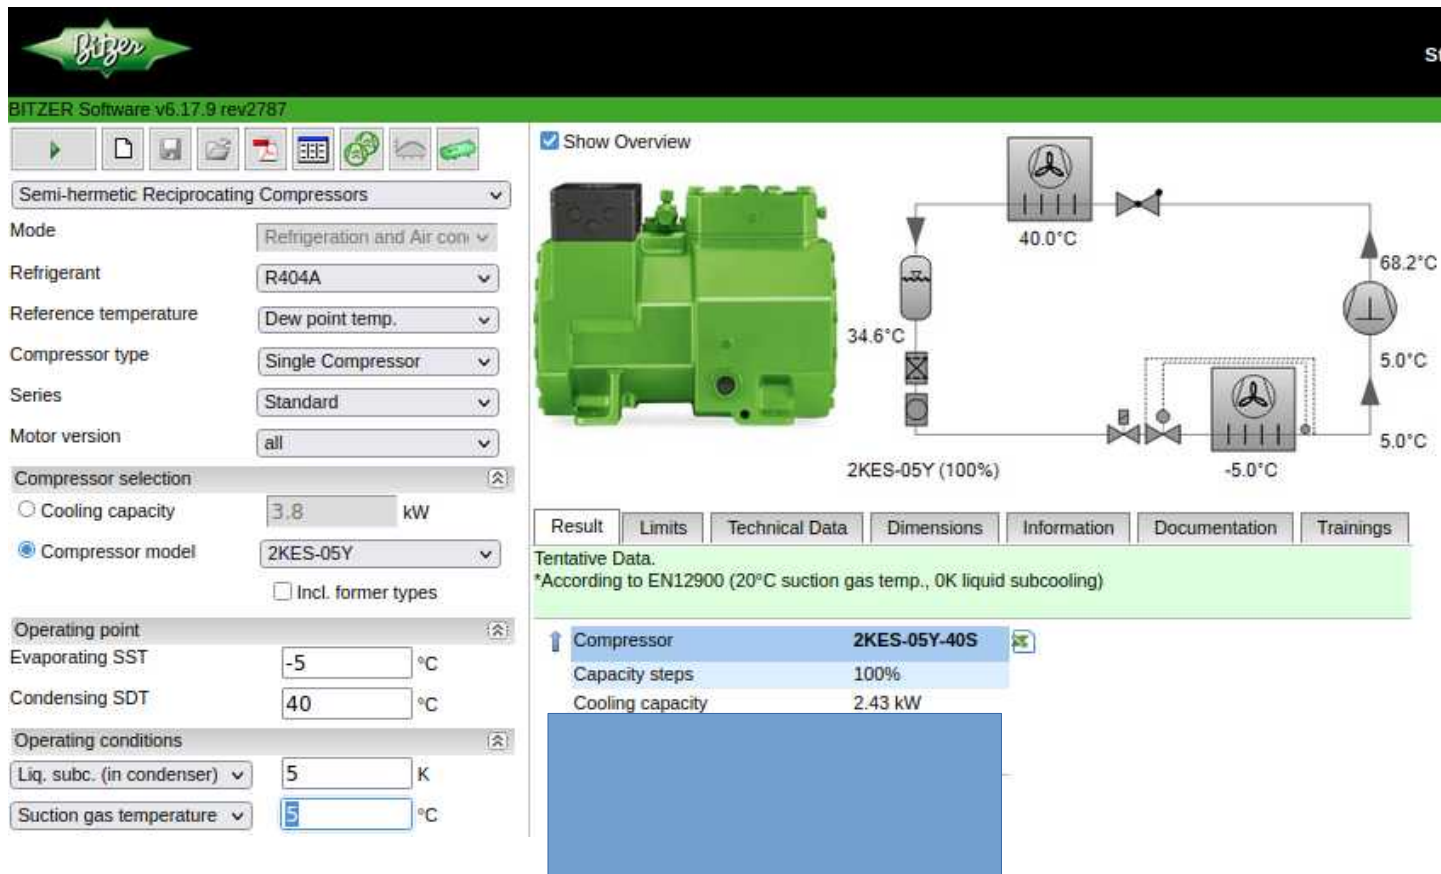 Bitzer
St
BITZER Software v6.17.9 rev2787
Semi-hermetic Reciprocating Compressors
Mode Refrigeration and Air con
Refrigerant R404A
Reference temperature Dew point temp.
Compressor type Single Compressor
Series Standard
Motor version all
Compressor selection
Cooling capacity 3.8 kW
Compressor model 2KES-05Y
Incl. former types
Operating point
Evaporating SST -5 °C
Condensing SDT 40 °C
Operating conditions
Liq. subc. (in condenser) 5 K
Suction gas temperature 5 °C
Show Overview
40.0°C
68.2°C
34.6°C
5.0°C
5.0°C
2KES-05Y (100%)
-5.0°C
Result Limits Technical Data Dimensions Information Documentation Trainings
Tentative Data.
*According to EN12900 (20°C suction gas temp., 0K liquid subcooling)
Compressor 2KES-05Y-40S
Capacity steps 100%
Cooling capacity 2.43 kW